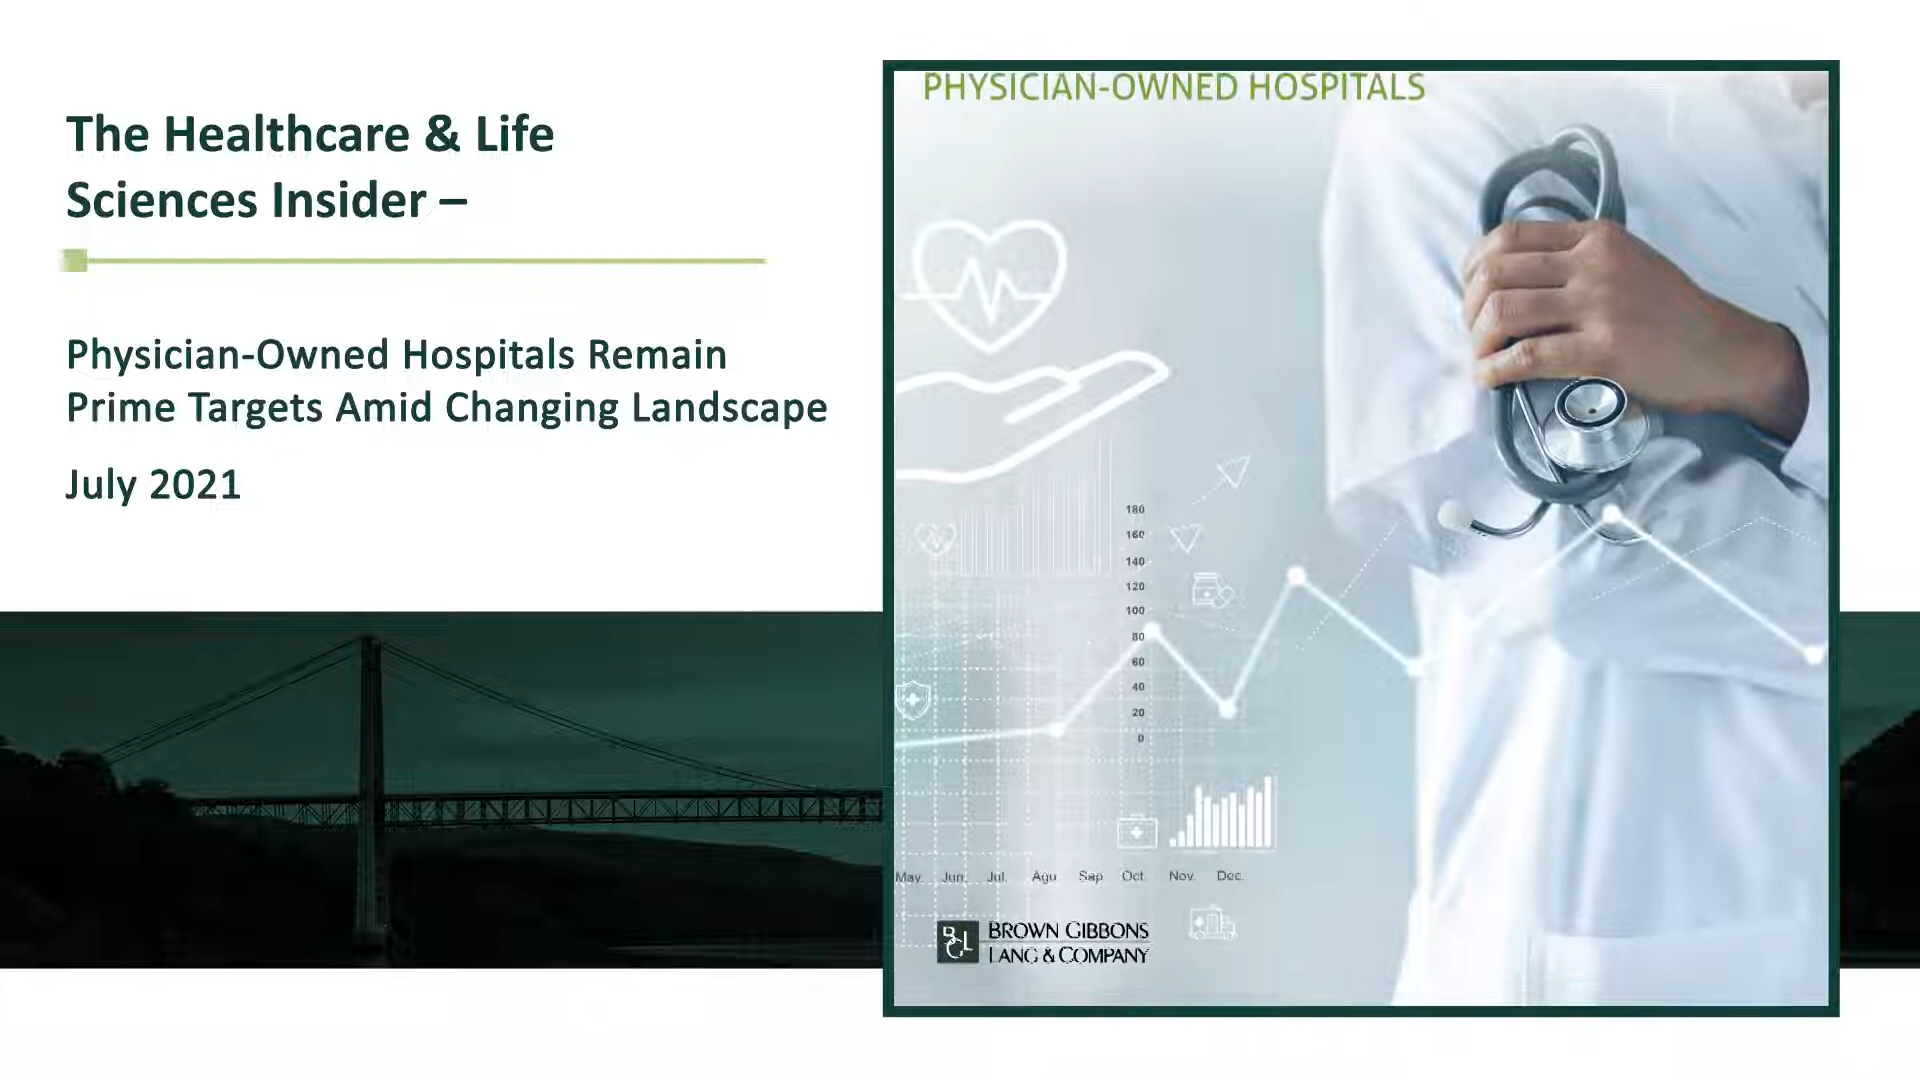 The Healthcare & Life
Sciences Insider –
Physician-Owned Hospitals Remain
Prime Targets Amid Changing Landscape
July 2021
PHYSICIAN-OWNED HOSPITALS
180
160
140
120
100
80
60
40
20
0
May. Jun. Jul. Agu. Sep. Oct. Nov. Dec.
BGL
BROWN GIBBONS
LANG & COMPANY